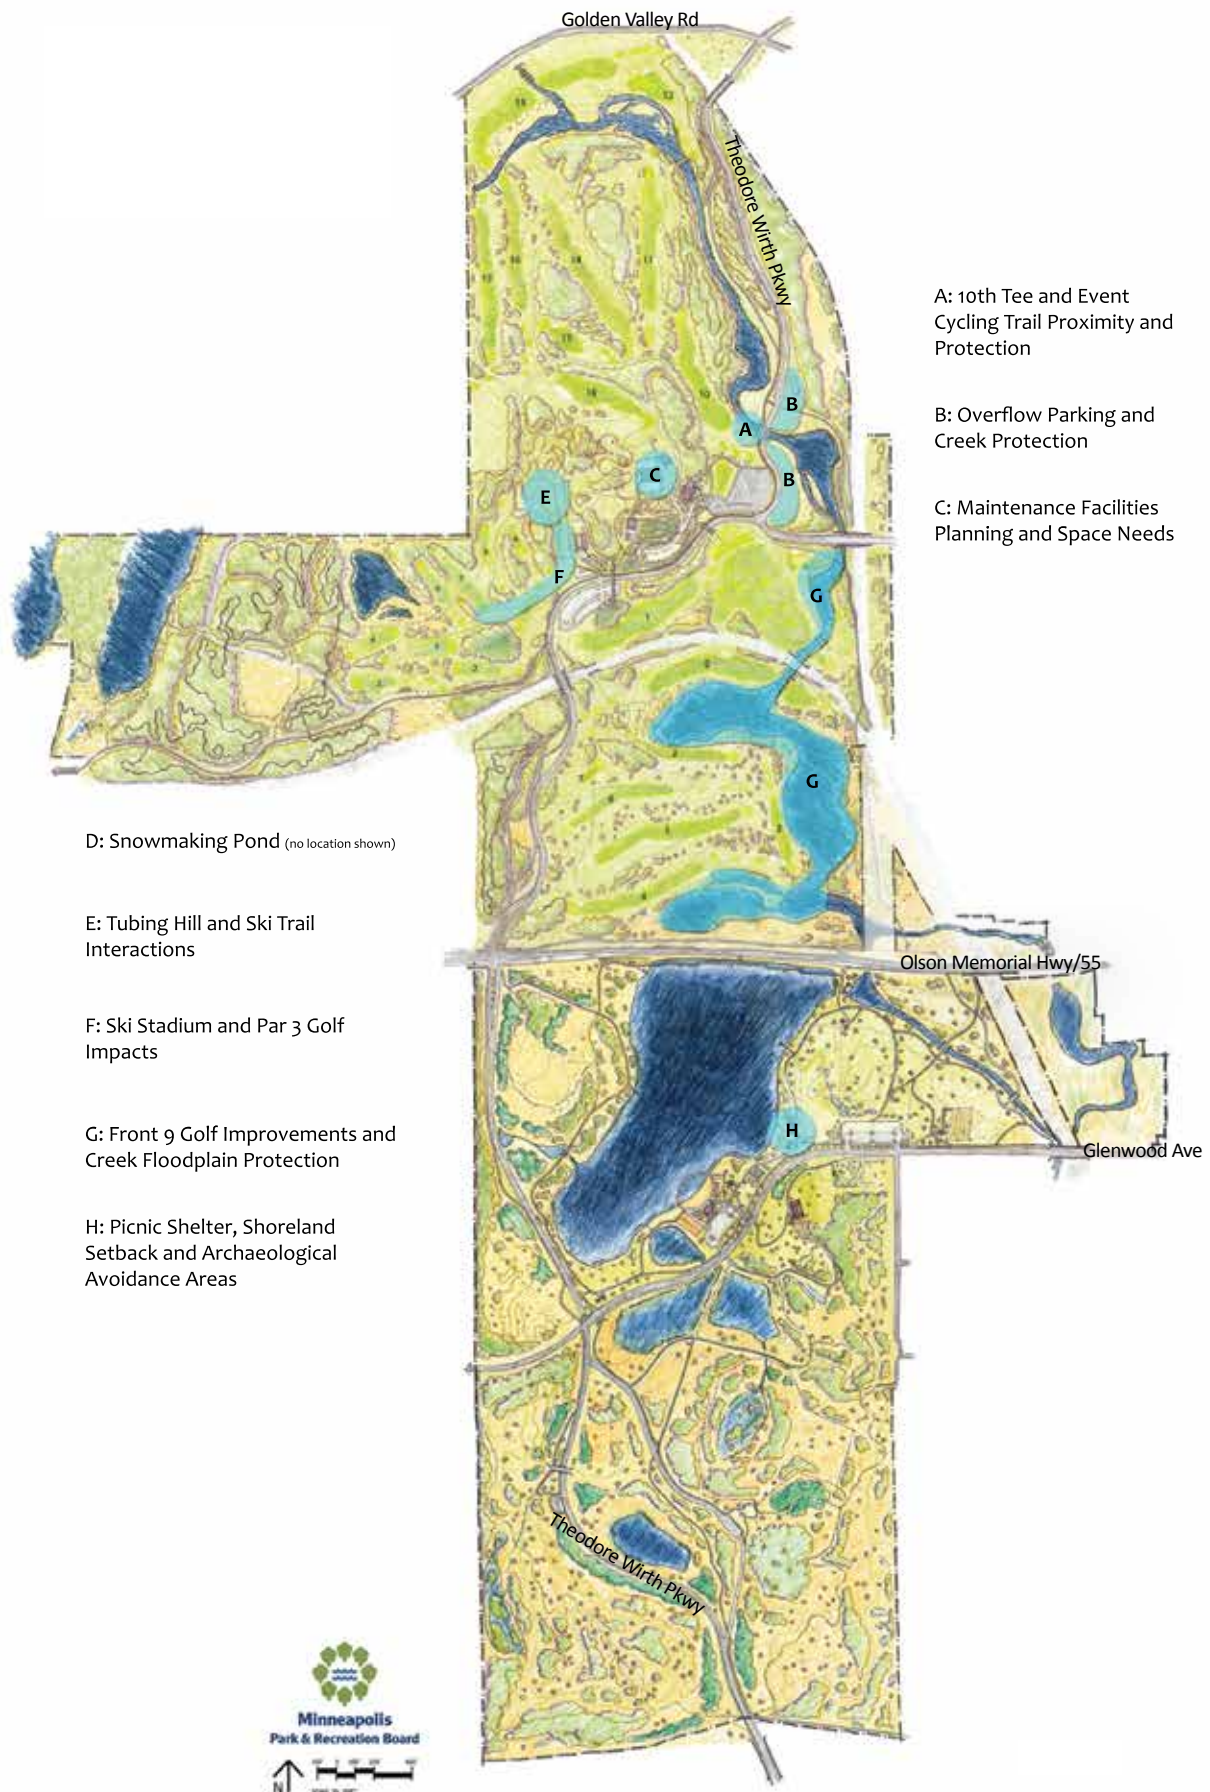 Golden Valley Rd
Theodore Wirth Pkwy
A: 10th Tee and Event
Cycling Trail Proximity and
Protection
B: Overflow Parking and
Creek Protection
C: Maintenance Facilities
Planning and Space Needs
B
A
B
C
E
F
G
G
D: Snowmaking Pond (no location shown)
E: Tubing Hill and Ski Trail
Interactions
F: Ski Stadium and Par 3 Golf
Impacts
G: Front 9 Golf Improvements and
Creek Floodplain Protection
H: Picnic Shelter, Shoreland
Setback and Archaeological
Avoidance Areas
Olson Memorial Hwy/55
H
Glenwood Ave
Theodore Wirth Pkwy
Minneapolis
Park & Recreation Board
N